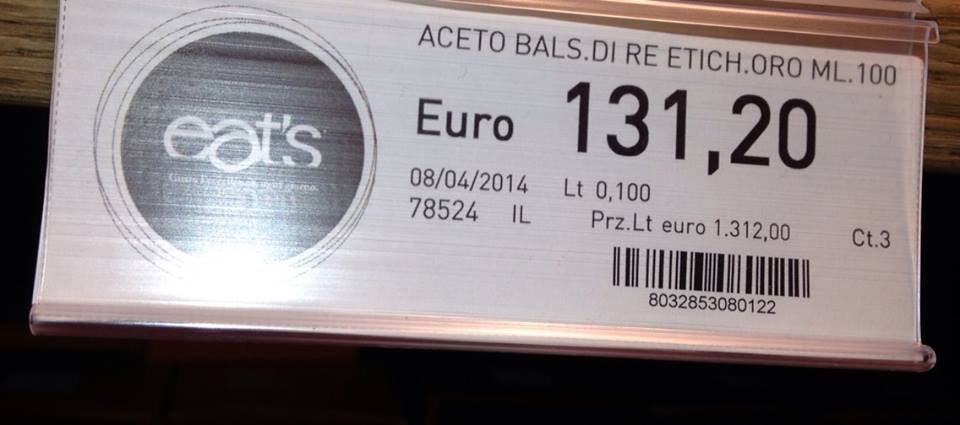 eat's
ACETO BALS.DI RE ETICH.ORO ML.100
Euro 131,20
08/04/2014 Lt 0,100
78524 IL Prz.Lt euro 1.312,00 Ct.3
8032853080122